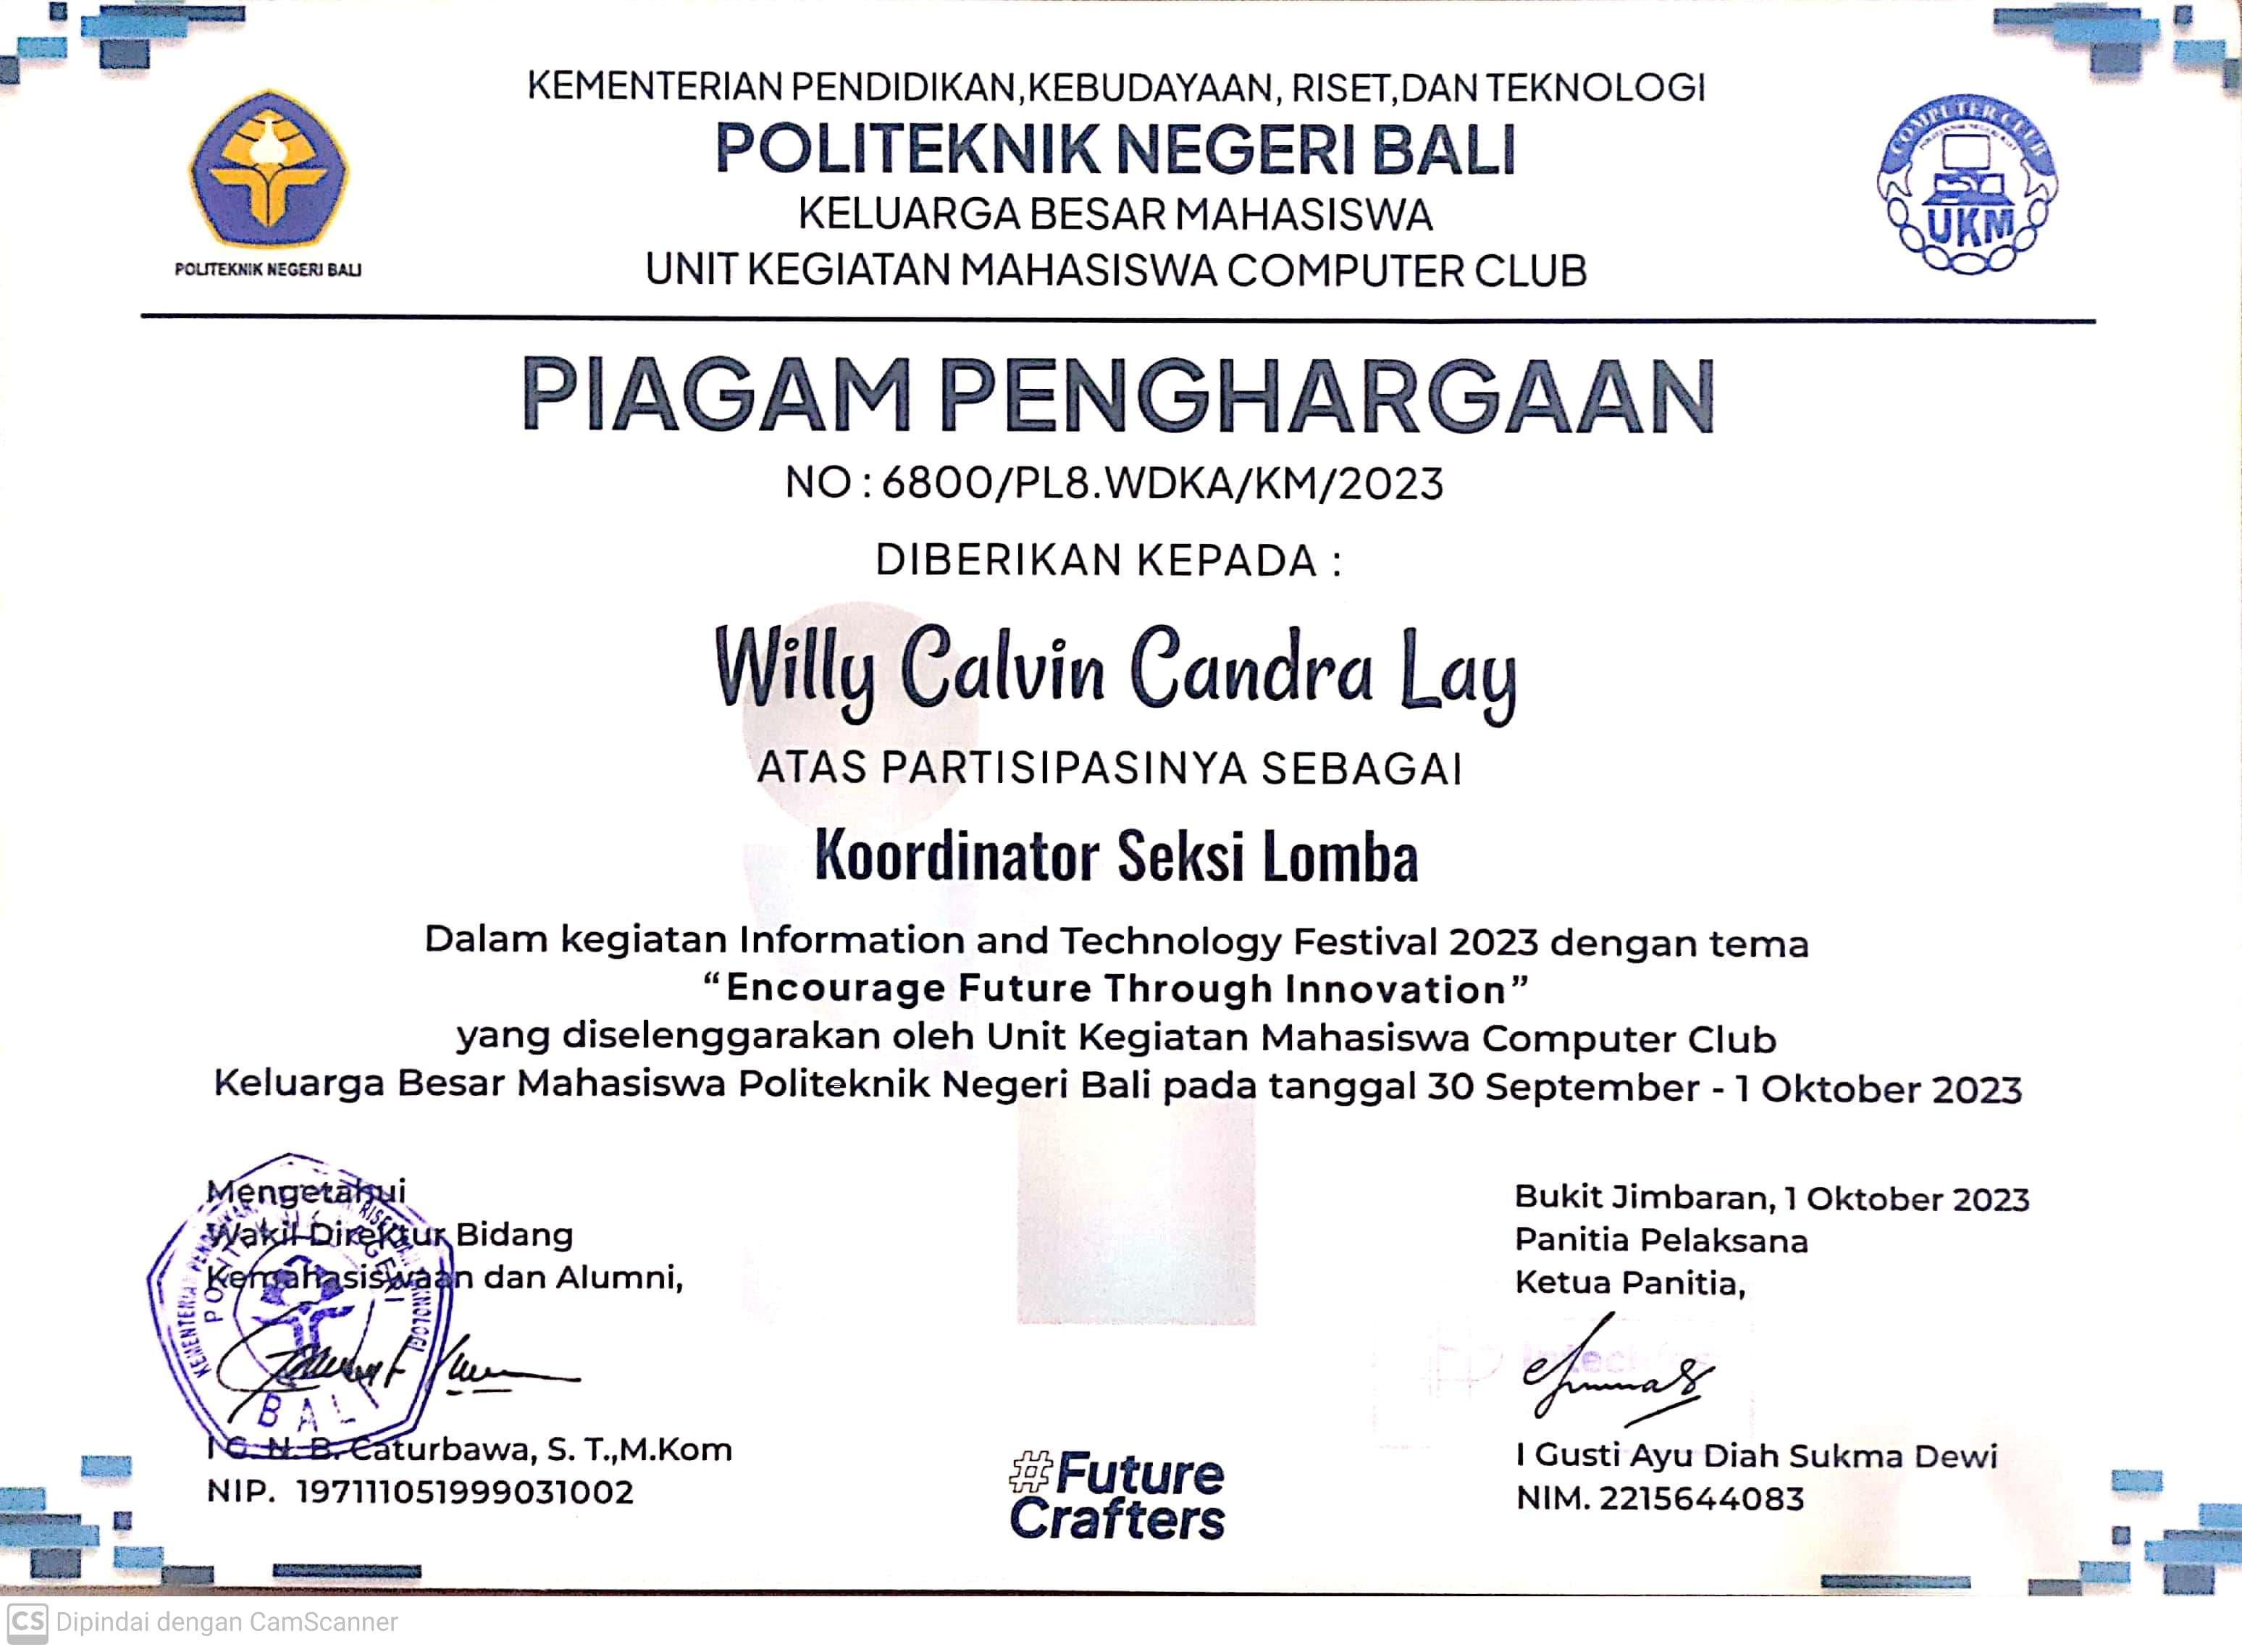 KEMENTERIAN PENDIDIKAN,KEBUDAYAAN, RISET,DAN TEKNOLOGI
POLITEKNIK NEGERI BALI
KELUARGA BESAR MAHASISWA
UNIT KEGIATAN MAHASISWA COMPUTER CLUB
POLITEKNIK NEGERI BALI
COMPUTER CLUB
UKM
PIAGAM PENGHARGAAN
NO : 6800/PL8.WDKA/KM/2023
DIBERIKAN KEPADA :
Willy Calvin Candra Lay
ATAS PARTISIPASINYA SEBAGAI
Koordinator Seksi Lomba
Dalam kegiatan Information and Technology Festival 2023 dengan tema
“Encourage Future Through Innovation”
yang diselenggarakan oleh Unit Kegiatan Mahasiswa Computer Club
Keluarga Besar Mahasiswa Politeknik Negeri Bali pada tanggal 30 September - 1 Oktober 2023
Mengetahui
Wakil Direktur Bidang
Kemahasiswaan dan Alumni,
POLITEKNIK NEGERI
BALI
I G. N. B. Caturbawa, S. T.,M.Kom
NIP. 197111051999031002
Bukit Jimbaran, 1 Oktober 2023
Panitia Pelaksana
Ketua Panitia,
I Gusti Ayu Diah Sukma Dewi
NIM. 2215644083
#Future
Crafters
CS Dipindai dengan CamScanner